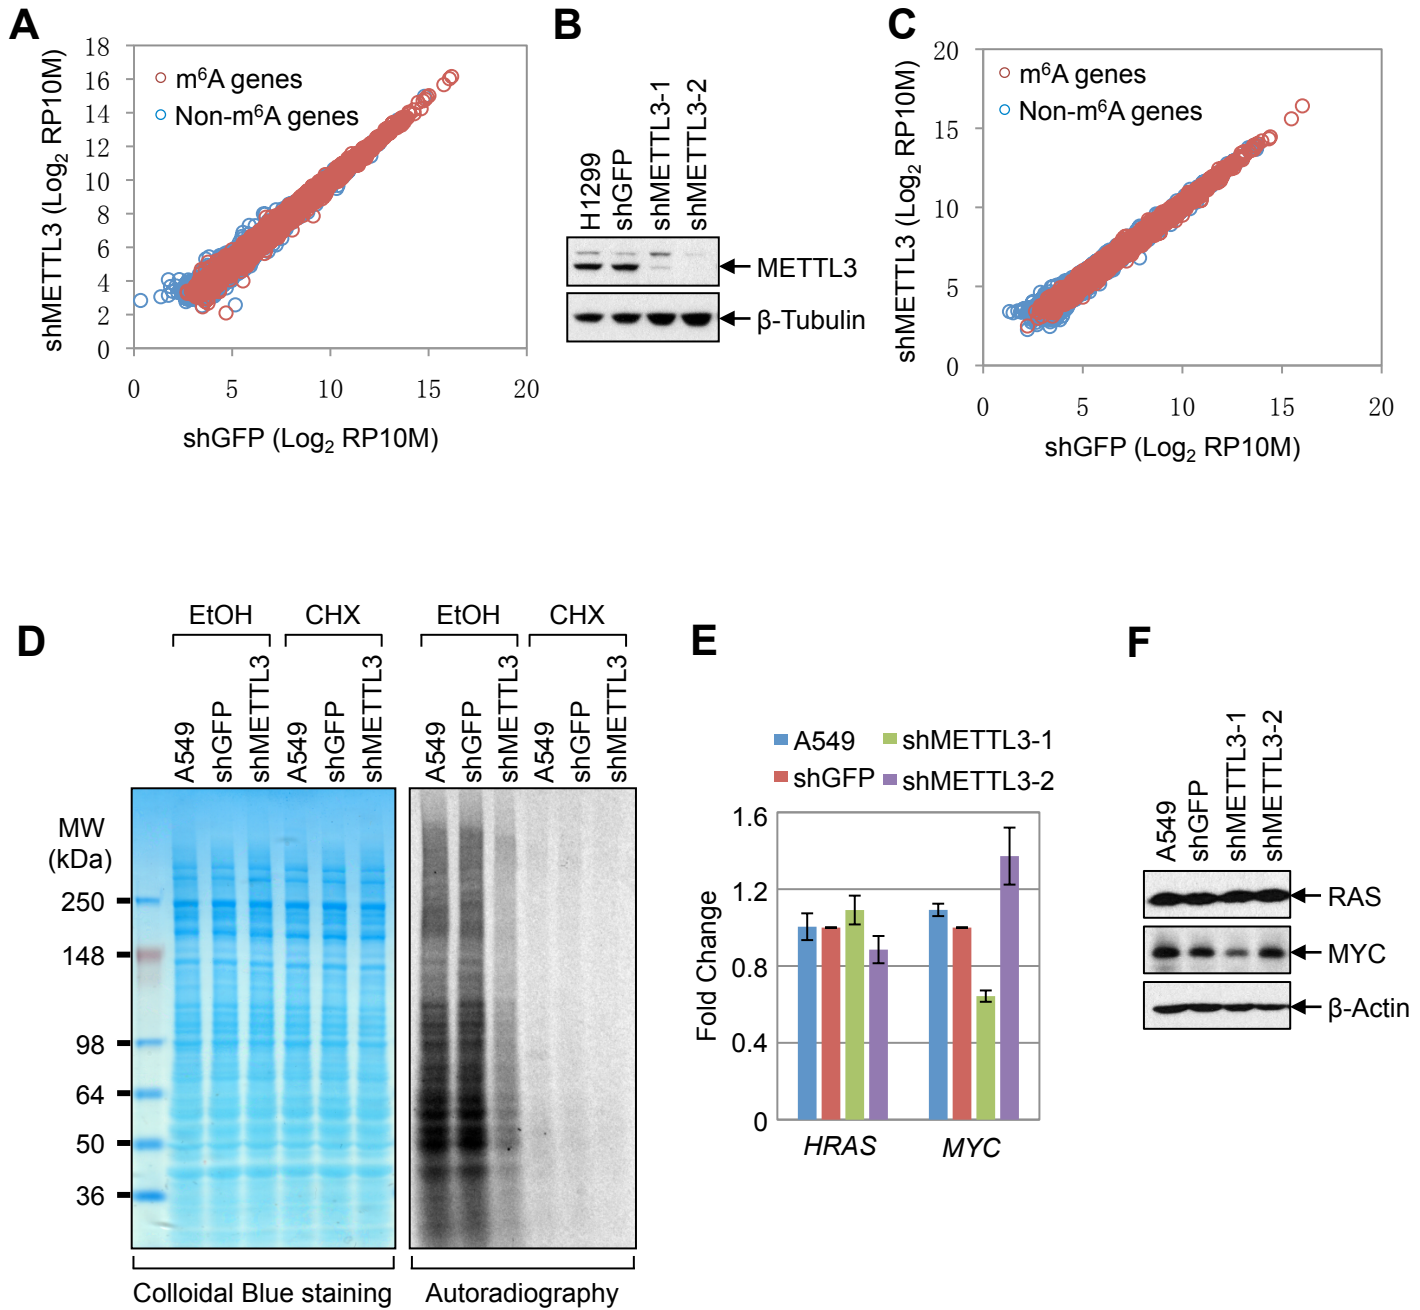 A
shMETTL3 (Log2 RP10M)
18
16
14
12
10
8
6
4
2
0
m6A genes
Non-m6A genes
0 5 10 15 20
shGFP (Log2 RP10M)
B
H1299
shGFP
shMETTL3-1
shMETTL3-2
METTL3
β-Tubulin
C
shMETTL3 (Log2 RP10M)
20
15
10
5
0
m6A genes
Non-m6A genes
0 5 10 15 20
shGFP (Log2 RP10M)
D
EtOH CHX EtOH CHX
A549 shGFP shMETTL3 A549 shGFP shMETTL3 A549 shGFP shMETTL3 A549 shGFP shMETTL3
MW
(kDa)
250
148
98
64
50
36
Colloidal Blue staining Autoradiography
E
A549 shMETTL3-1
shGFP shMETTL3-2
Fold Change
1.6
1.2
0.8
0.4
0
HRAS MYC
F
A549
shGFP
shMETTL3-1
shMETTL3-2
RAS
MYC
β-Actin